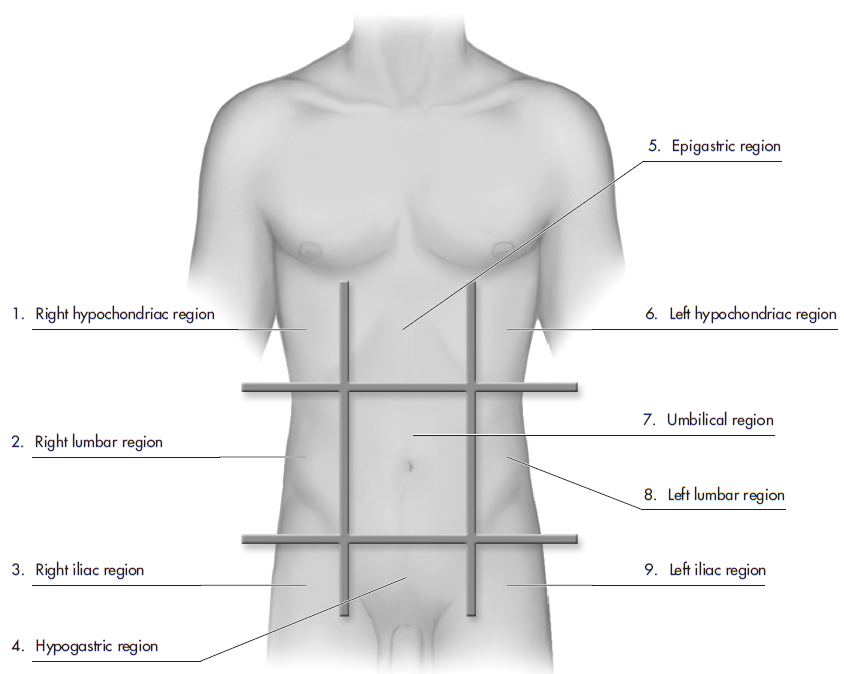 5. Epigastric region
1. Right hypochondriac region
6. Left hypochondriac region
7. Umbilical region
2. Right lumbar region
8. Left lumbar region
3. Right iliac region
9. Left iliac region
4. Hypogastric region